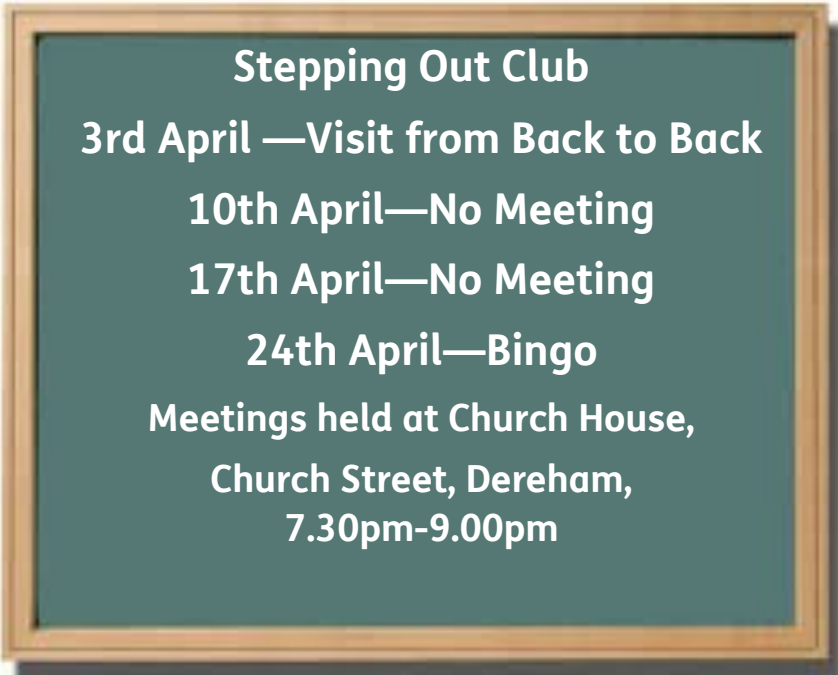 Stepping Out Club
3rd April —Visit from Back to Back
10th April—No Meeting
17th April—No Meeting
24th April—Bingo
Meetings held at Church House,
Church Street, Dereham,
7.30pm-9.00pm